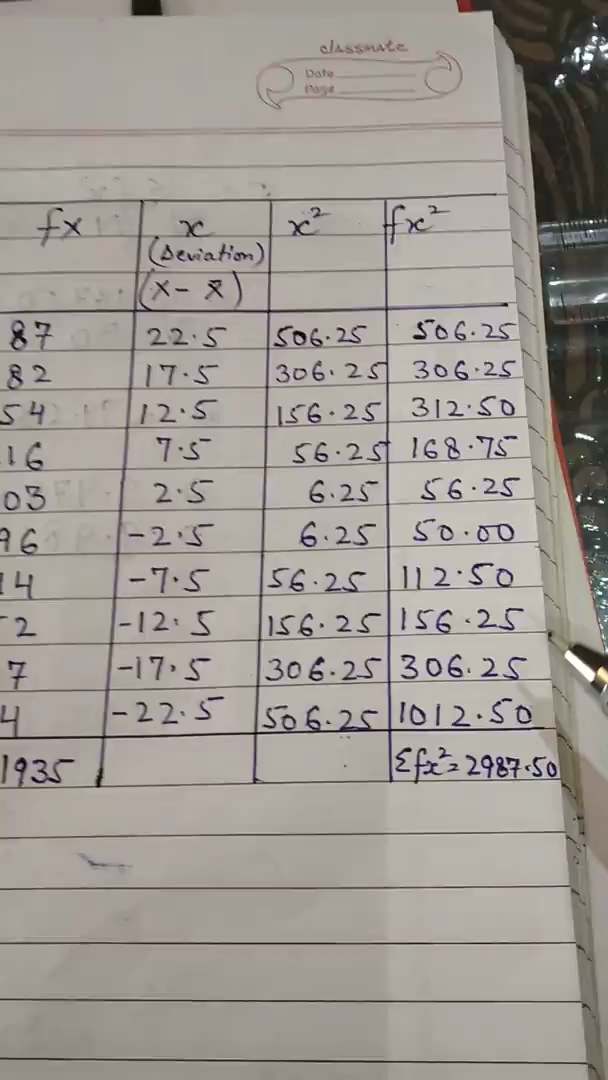 classmate
Date
Page
fx x x² fx²
(Deviation)
(X - x̄)
87 22.5 506.25 506.25
82 17.5 306.25 306.25
54 12.5 156.25 312.50
16 7.5 56.25 168.75
03 2.5 6.25 56.25
96 -2.5 6.25 50.00
14 -7.5 56.25 112.50
2 -12.5 156.25 156.25
7 -17.5 306.25 306.25
4 -22.5 506.25 1012.50
1935 Σfx² = 2987.50